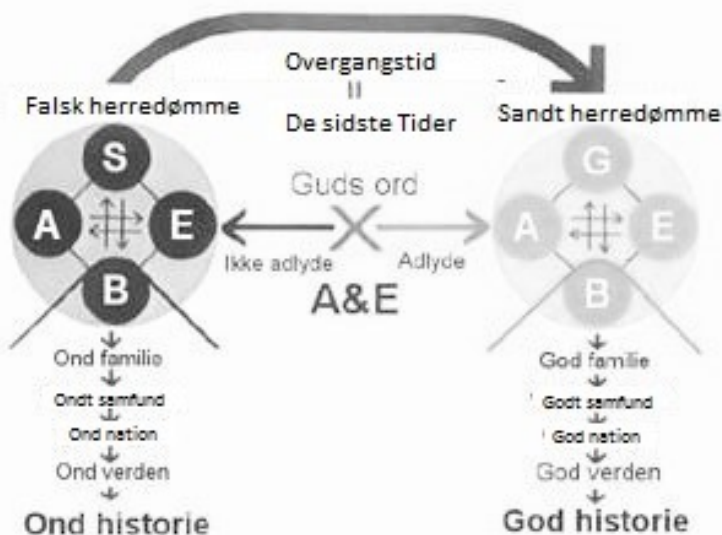 Overgangstid
=
De sidste Tider
Falsk herredømme
S
A
E
B
Ikke adlyde
Guds ord
A&E
Adlyde
Sandt herredømme
G
A
E
B
Ond familie
Ondt samfund
Ond nation
Ond verden
Ond historie
God familie
Godt samfund
God nation
God verden
God historie